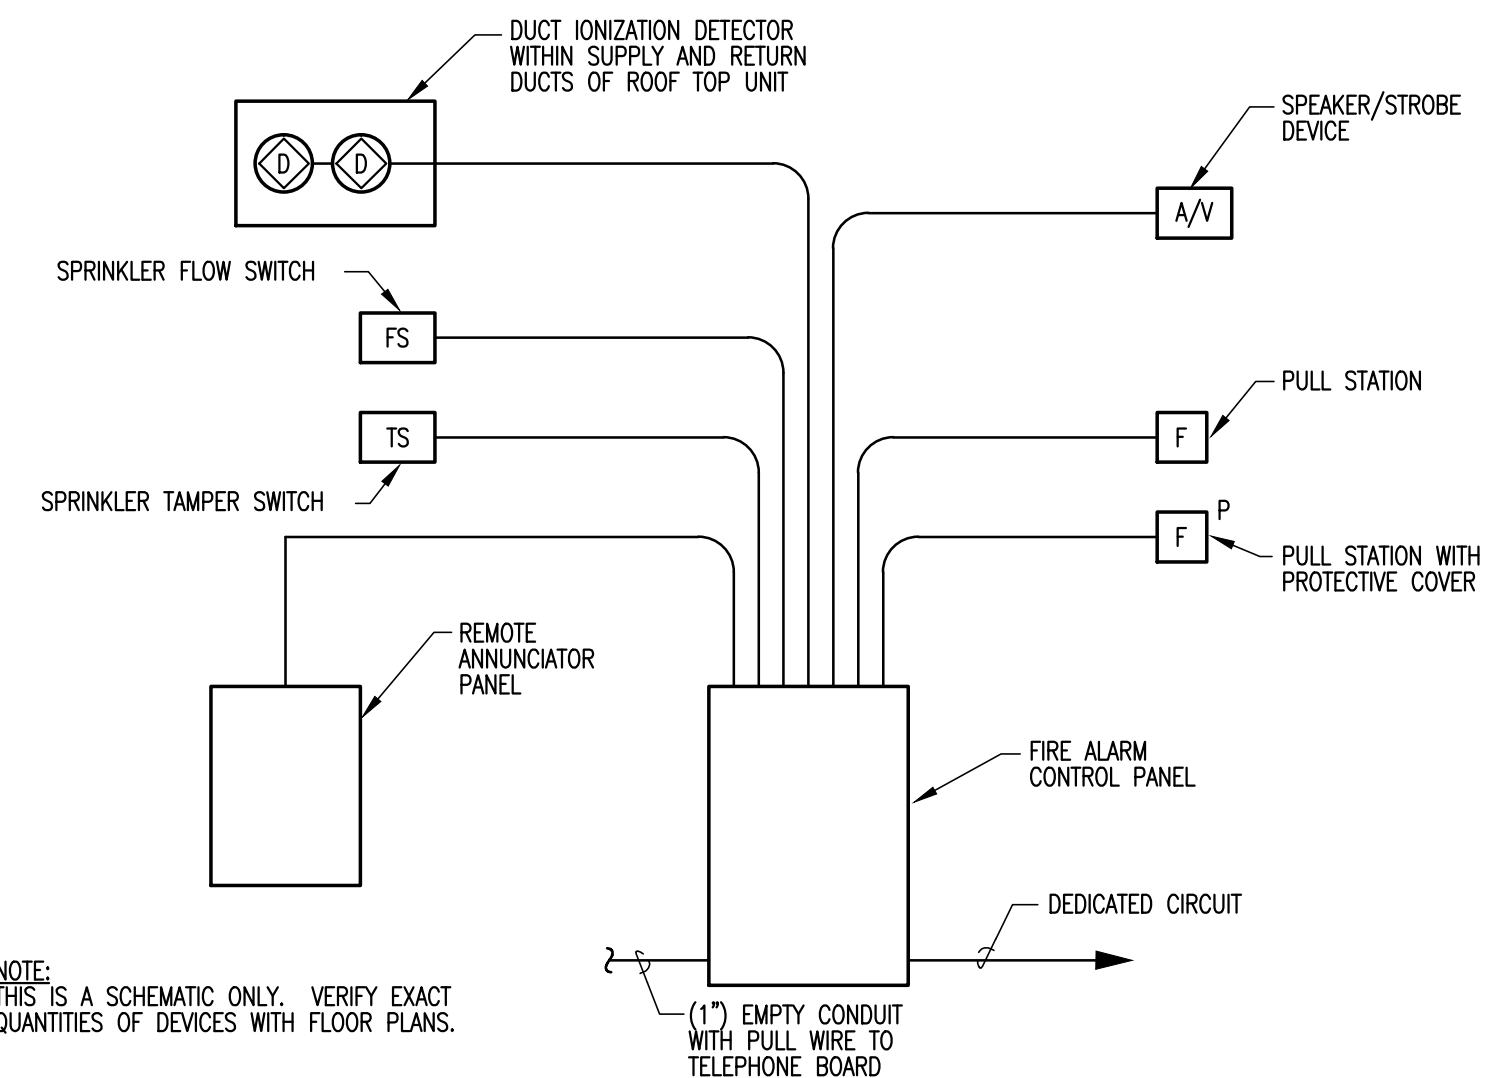 DUCT IONIZATION DETECTOR
WITHIN SUPPLY AND RETURN
DUCTS OF ROOF TOP UNIT
SPEAKER/STROBE
DEVICE
D D
A/V
SPRINKLER FLOW SWITCH
FS
PULL STATION
TS
F
SPRINKLER TAMPER SWITCH
P
F
PULL STATION WITH
PROTECTIVE COVER
REMOTE
ANNUNCIATOR
PANEL
FIRE ALARM
CONTROL PANEL
DEDICATED CIRCUIT
NOTE:
THIS IS A SCHEMATIC ONLY. VERIFY EXACT
QUANTITIES OF DEVICES WITH FLOOR PLANS.
(1") EMPTY CONDUIT
WITH PULL WIRE TO
TELEPHONE BOARD